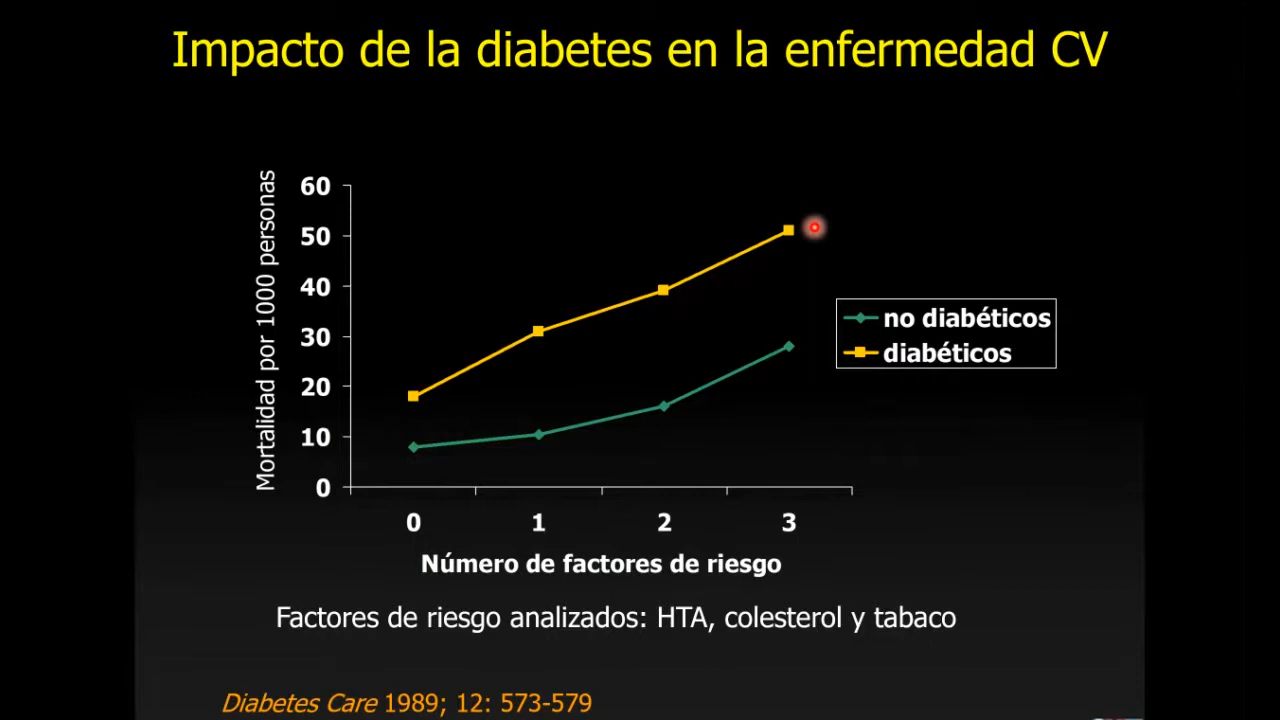 Impacto de la diabetes en la enfermedad CV
Mortalidad por 1000 personas
60
50
40
30
20
10
0
0 1 2 3
Número de factores de riesgo
no diabéticos
diabéticos
Factores de riesgo analizados: HTA, colesterol y tabaco
Diabetes Care 1989; 12: 573-579